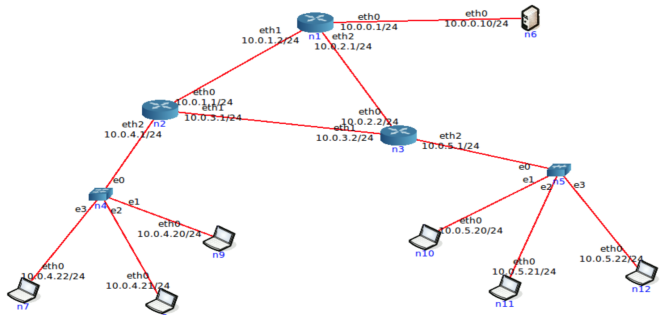 eth0
10.0.0.1/24
eth0
10.0.0.10/24
n6
eth1
10.0.1.2/24
n1
eth2
10.0.2.1/24
eth0
10.0.1.1/24
n2
eth1
10.0.3.1/24
eth2
10.0.4.1/24
eth0
10.0.2.2/24
eth1
10.0.3.2/24
n3
eth2
10.0.5.1/24
e0
n4
e1
e2
e3
e0
e1
n5
e2
e3
eth0
10.0.4.20/24
n9
eth0
10.0.4.22/24
n7
eth0
10.0.4.21/24
eth0
10.0.5.20/24
n10
eth0
10.0.5.21/24
n11
eth0
10.0.5.22/24
n12